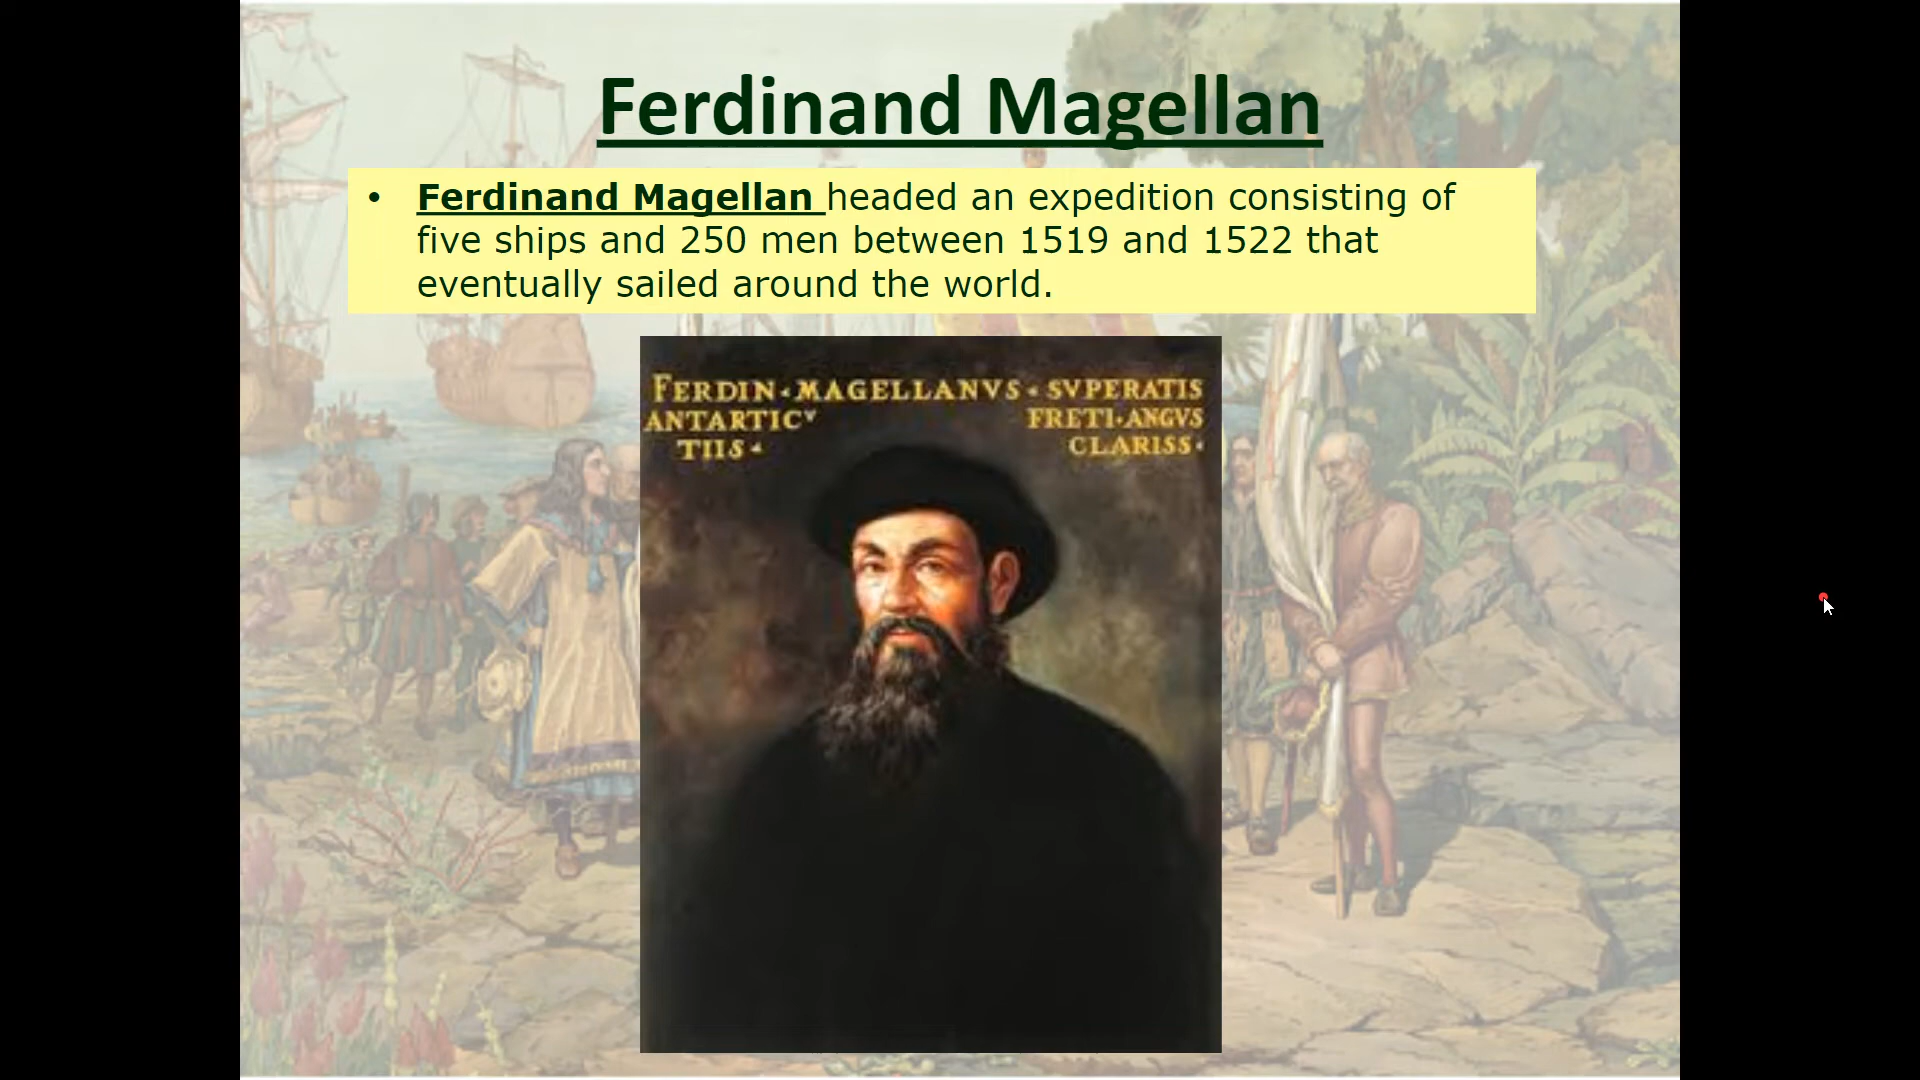 Ferdinand Magellan
• Ferdinand Magellan headed an expedition consisting of
five ships and 250 men between 1519 and 1522 that
eventually sailed around the world.
FERDIN · MAGELLANVS · SVPERATIS
ANTARTICV FRETI · ANGVS
TIIS · CLARISS ·